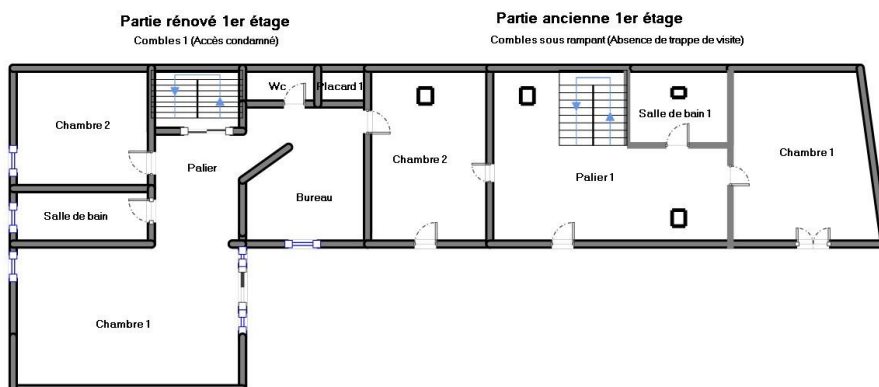 Partie rénové 1er étage
Combles 1 (Accès condamné)
Partie ancienne 1er étage
Combles sous rampant (Absence de trappe de visite)
Wc
Placard 1
Chambre 2
Salle de bain 1
Palier
Chambre 2
Chambre 1
Palier 1
Bureau
Salle de bain
Chambre 1